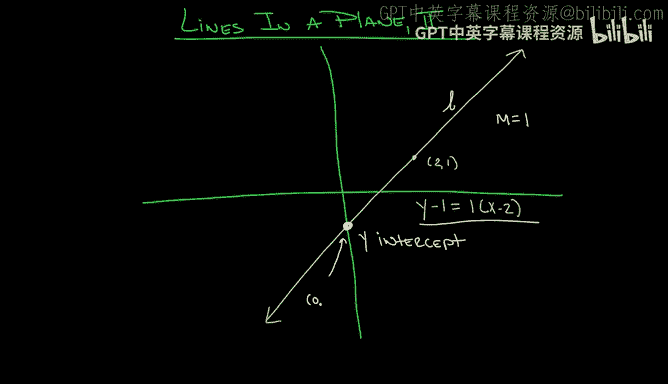 GPT中英字幕课程资源@bilibili.com
LINES IN A PLANE, II
GPT中英字幕课程资源 bilibili
l
M=1
(2,1)
Y-1=1(X-2)
Y INTERCEPT
(0,